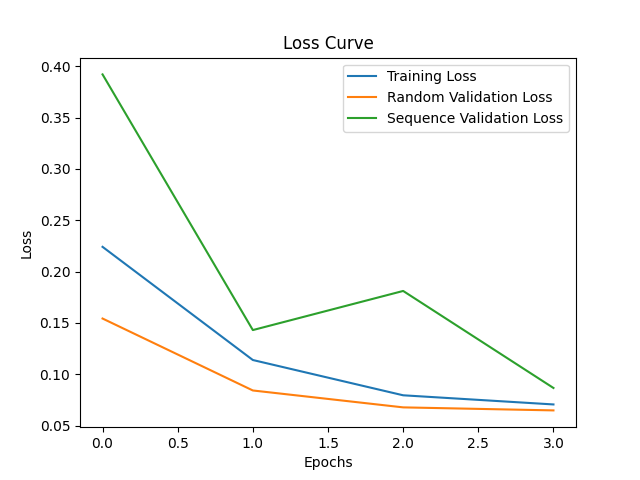 Loss Curve
Training Loss
Random Validation Loss
Sequence Validation Loss
Loss
0.40
0.35
0.30
0.25
0.20
0.15
0.10
0.05
0.0 0.5 1.0 1.5 2.0 2.5 3.0
Epochs